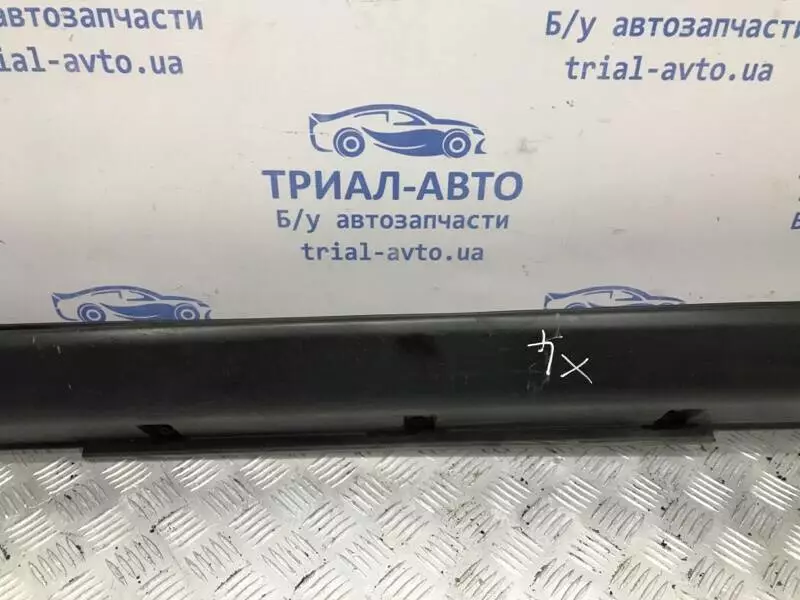 автозапчасти
ial-avto.ua
Б/у автозапчасти
trial-avto.ua
ТРИАЛ-АВТО
Б/у автозапчасти
trial-avto.ua